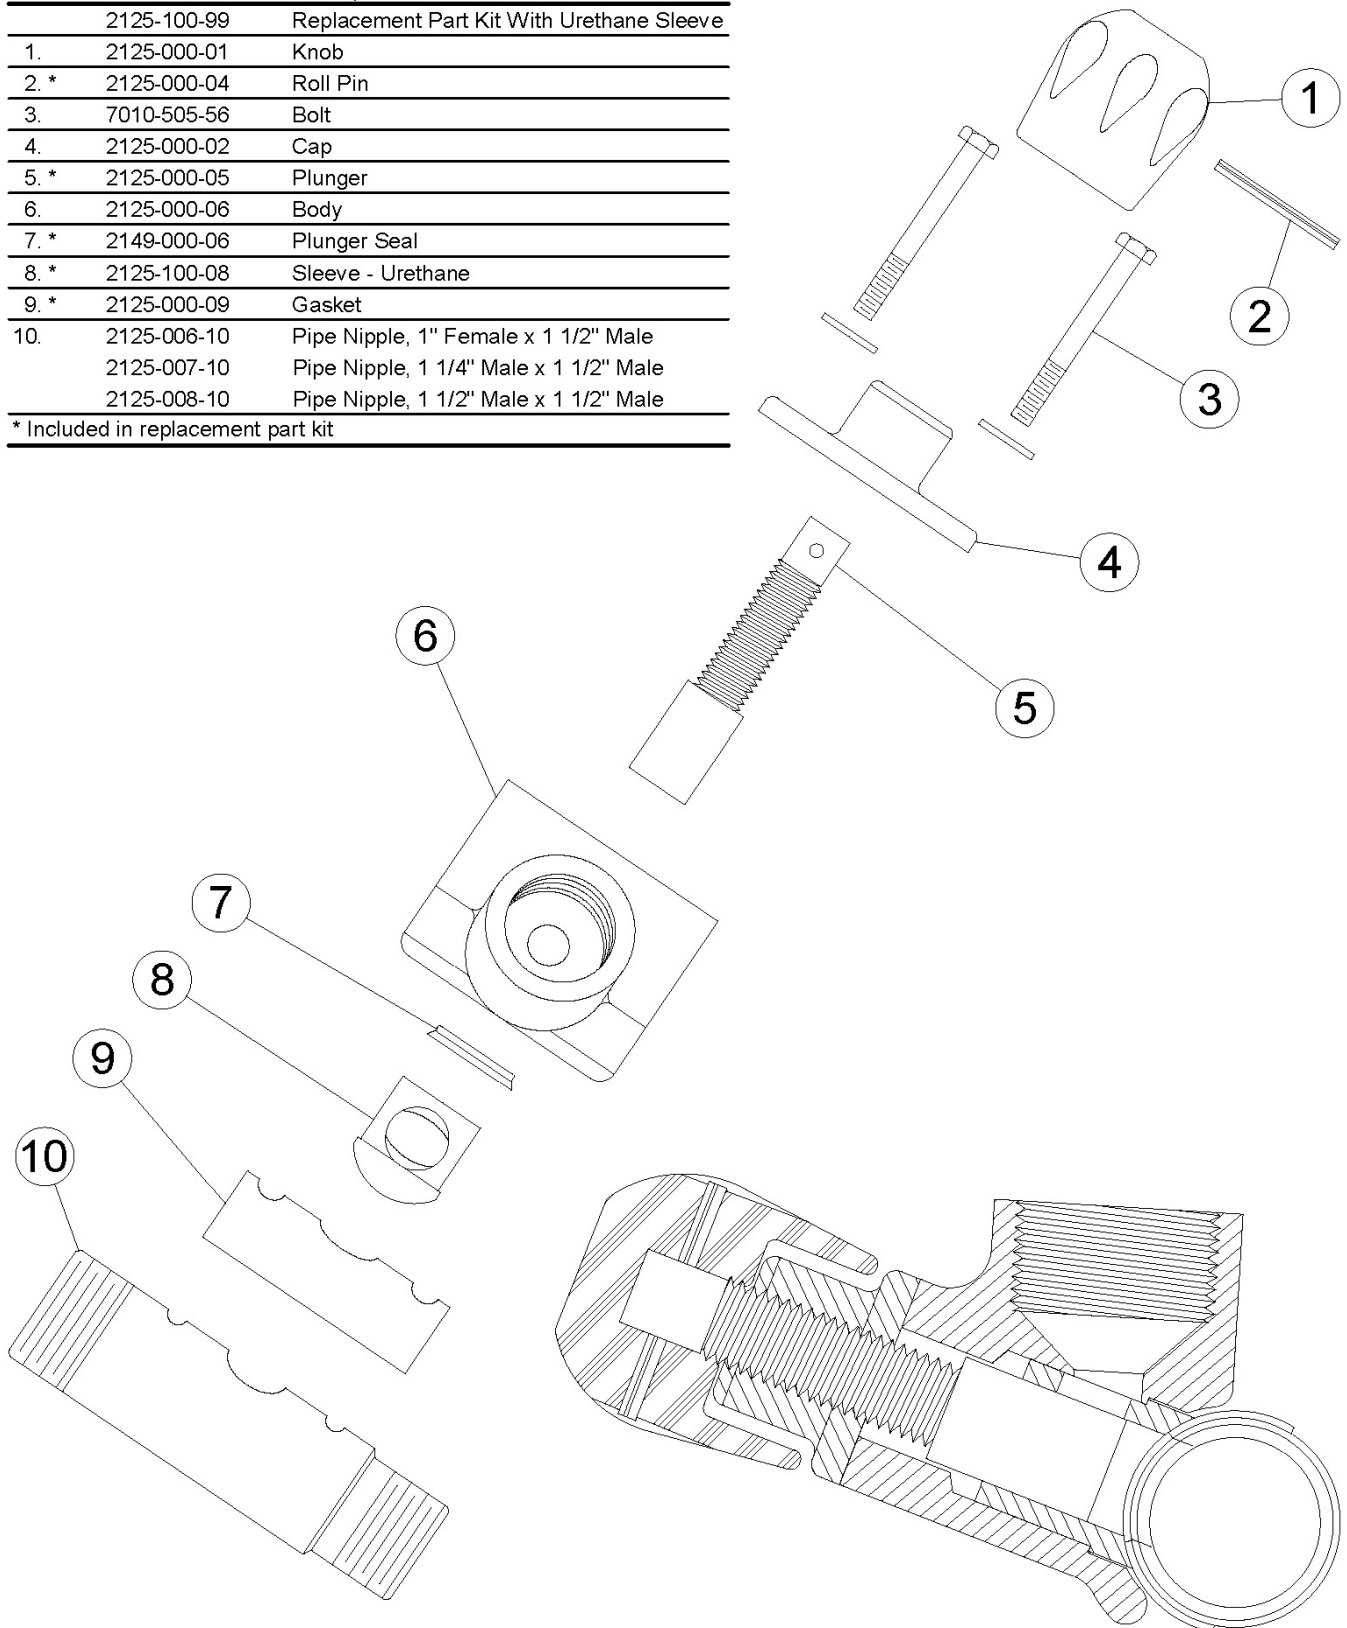 2125-100-99 Replacement Part Kit With Urethane Sleeve
1. 2125-000-01 Knob
2. * 2125-000-04 Roll Pin
3. 7010-505-56 Bolt
4. 2125-000-02 Cap
5. * 2125-000-05 Plunger
6. 2125-000-06 Body
7. * 2149-000-06 Plunger Seal
8. * 2125-100-08 Sleeve - Urethane
9. * 2125-000-09 Gasket
10. 2125-006-10 Pipe Nipple, 1" Female x 1 1/2" Male
2125-007-10 Pipe Nipple, 1 1/4" Male x 1 1/2" Male
2125-008-10 Pipe Nipple, 1 1/2" Male x 1 1/2" Male
* Included in replacement part kit
1
2
3
4
5
6
7
8
9
10